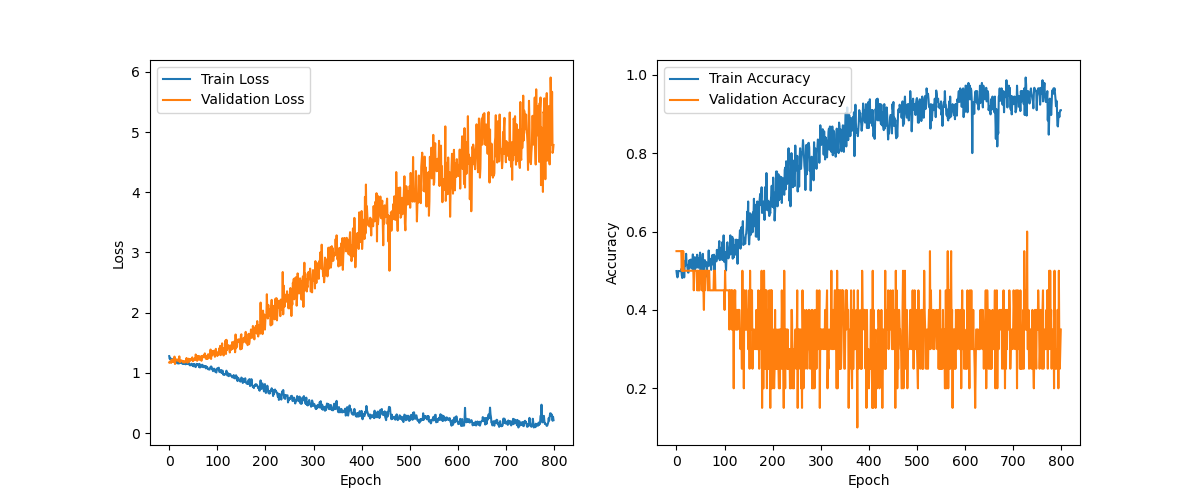 Train Loss
Validation Loss
6
5
4
3
2
1
0
Loss
0 100 200 300 400 500 600 700 800
Epoch
Train Accuracy
Validation Accuracy
1.0
0.8
0.6
0.4
0.2
Accuracy
0 100 200 300 400 500 600 700 800
Epoch